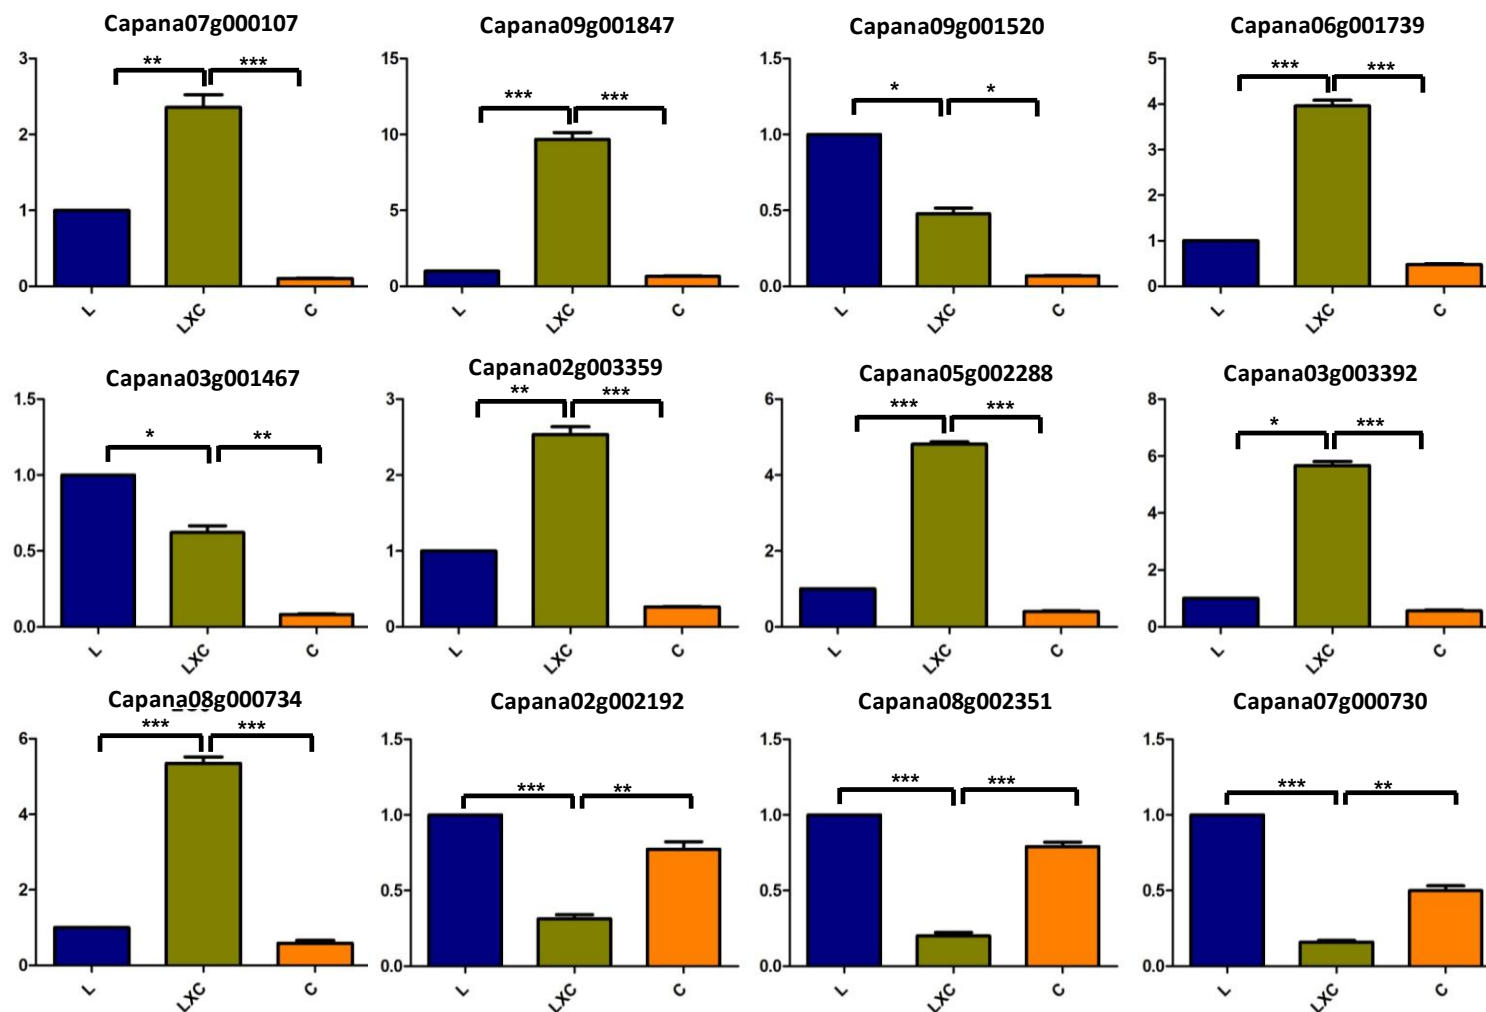 Capana07g000107
** ***
3
2
1
0
L LXC C
Capana09g001847
*** ***
15
10
5
0
L LXC C
Capana09g001520
* *
1.5
1.0
0.5
0.0
L LXC C
Capana06g001739
*** ***
5
4
3
2
1
0
L LXC C
Capana03g001467
* **
1.5
1.0
0.5
0.0
L LXC C
Capana02g003359
** ***
3
2
1
0
L LXC C
Capana05g002288
*** ***
6
4
2
0
L LXC C
Capana03g003392
* ***
8
6
4
2
0
L LXC C
Capana08g000734
*** ***
6
4
2
0
L LXC C
Capana02g002192
*** **
1.5
1.0
0.5
0.0
L LXC C
Capana08g002351
*** ***
1.5
1.0
0.5
0.0
L LXC C
Capana07g000730
*** **
1.5
1.0
0.5
0.0
L LXC C